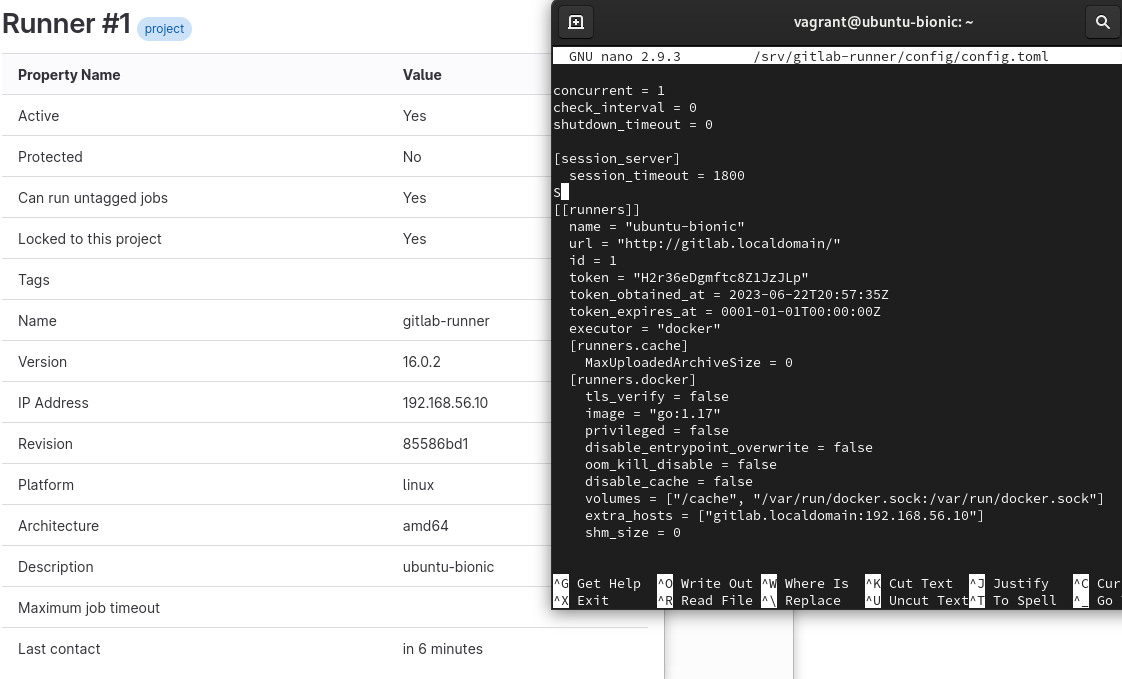 Runner #1 project
Property Name Value
Active Yes
Protected No
Can run untagged jobs Yes
Locked to this project Yes
Tags
Name gitlab-runner
Version 16.0.2
IP Address 192.168.56.10
Revision 85586bd1
Platform linux
Architecture amd64
Description ubuntu-bionic
Maximum job timeout
Last contact in 6 minutes
vagrant@ubuntu-bionic: ~
GNU nano 2.9.3 /srv/gitlab-runner/config/config.toml
concurrent = 1
check_interval = 0
shutdown_timeout = 0
[session_server]
session_timeout = 1800
S
[[runners]]
name = "ubuntu-bionic"
url = "http://gitlab.localdomain/"
id = 1
token = "H2r36eDgmftc8Z1JzJLp"
token_obtained_at = 2023-06-22T20:57:35Z
token_expires_at = 0001-01-01T00:00:00Z
executor = "docker"
[runners.cache]
MaxUploadedArchiveSize = 0
[runners.docker]
tls_verify = false
image = "go:1.17"
privileged = false
disable_entrypoint_overwrite = false
oom_kill_disable = false
disable_cache = false
volumes = ["/cache", "/var/run/docker.sock:/var/run/docker.sock"]
extra_hosts = ["gitlab.localdomain:192.168.56.10"]
shm_size = 0
^G Get Help ^O Write Out ^W Where Is ^K Cut Text ^J Justify ^C Cur
^X Exit ^R Read File ^\ Replace ^U Uncut Text ^T To Spell ^_ Go